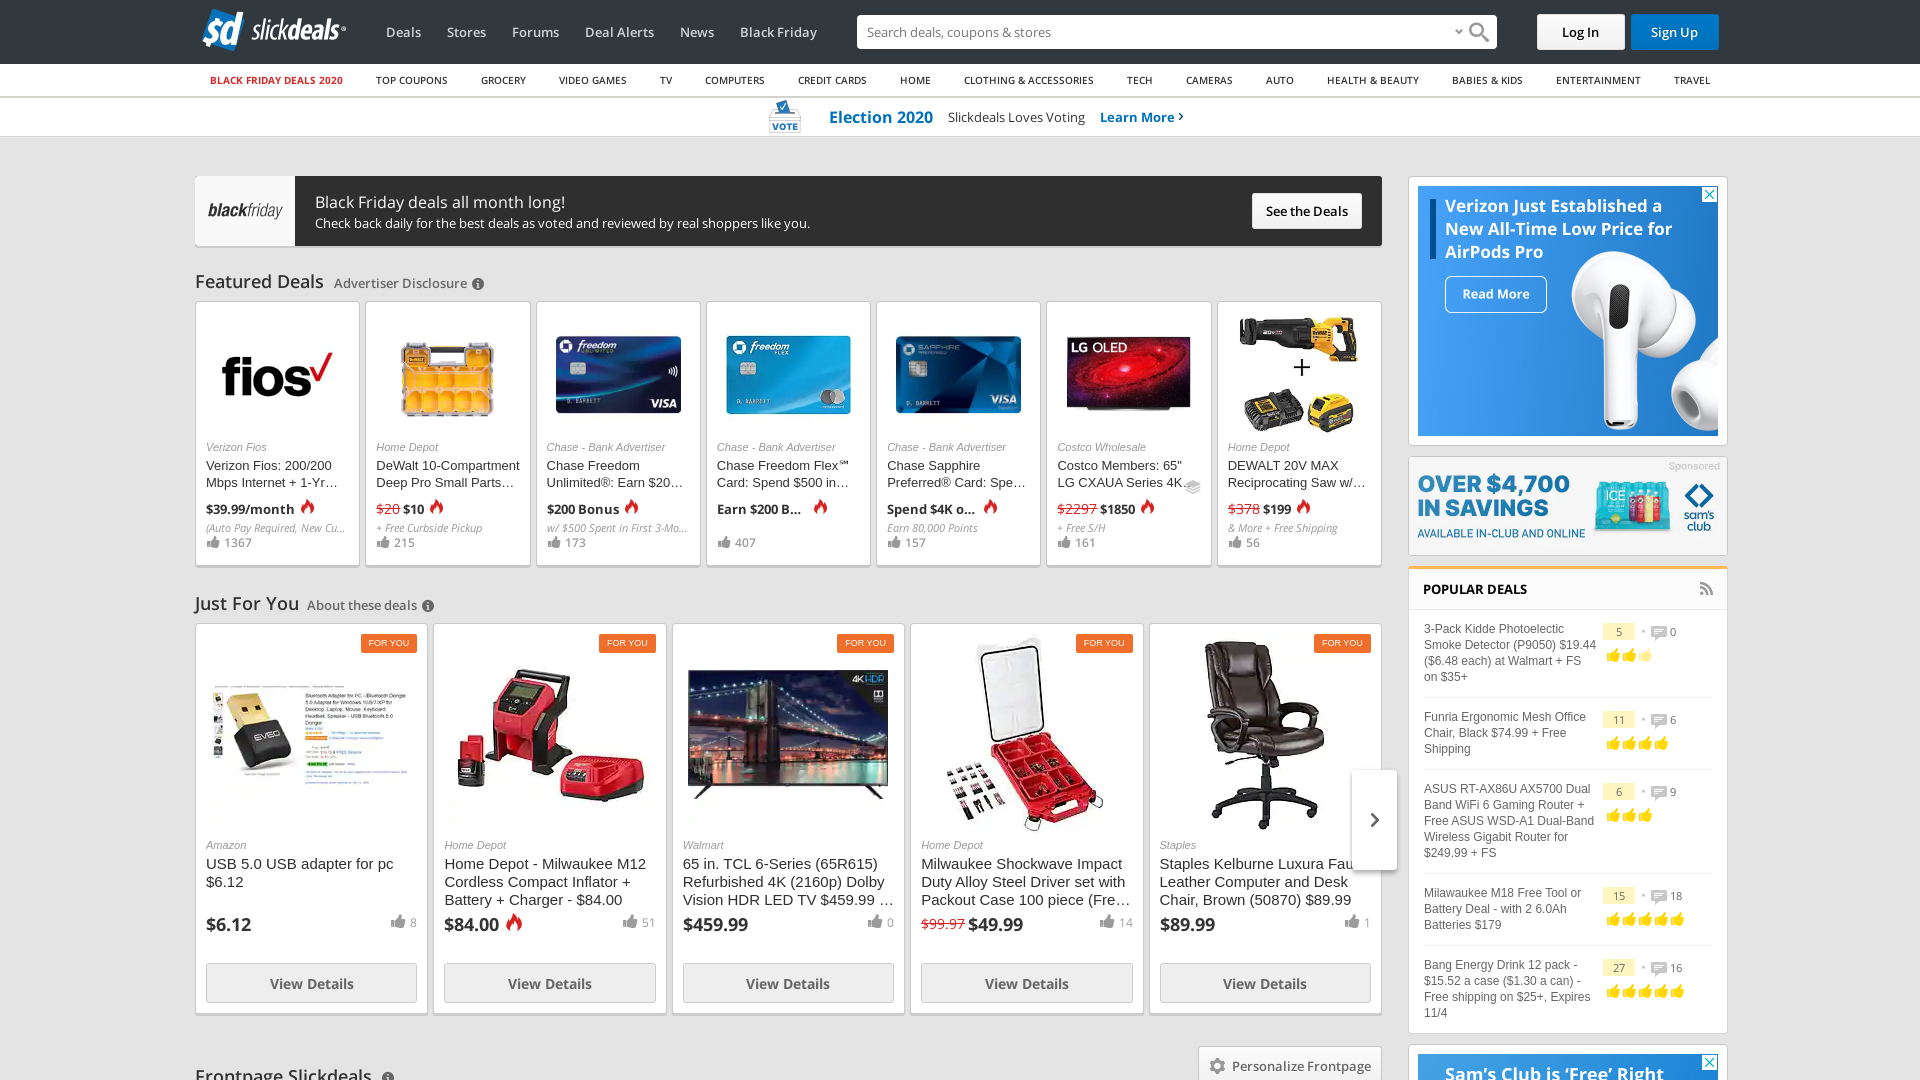 slickdeals
Deals
Stores
Forums
Deal Alerts
News
Black Friday
Search deals, coupons & stores
Log In
Sign Up
BLACK FRIDAY DEALS 2020
TOP COUPONS
GROCERY
VIDEO GAMES
TV
COMPUTERS
CREDIT CARDS
HOME
CLOTHING & ACCESSORIES
TECH
CAMERAS
AUTO
HEALTH & BEAUTY
BABIES & KIDS
ENTERTAINMENT
TRAVEL
VOTE
Election 2020 Slickdeals Loves Voting Learn More
blackfriday
Black Friday deals all month long!
Check back daily for the best deals as voted and reviewed by real shoppers like you.
See the Deals
Featured Deals Advertiser Disclosure
fios
Verizon Fios
Verizon Fios: 200/200
Mbps Internet + 1-Yr…
$39.99/month
(Auto Pay Required, New Cu...
1367
Home Depot
DeWalt 10-Compartment
Deep Pro Small Parts…
$20 $10
+ Free Curbside Pickup
215
freedom
UNLIMITED
D. BARRETT
VISA
Chase - Bank Advertiser
Chase Freedom
Unlimited®: Earn $20…
$200 Bonus
w/ $500 Spent in First 3-Mo...
173
freedom
FLEX
D. BARRETT
Chase - Bank Advertiser
Chase Freedom Flex℠
Card: Spend $500 in…
Earn $200 B...
407
SAPPHIRE
PREFERRED
D. BARRETT
VISA
Chase - Bank Advertiser
Chase Sapphire
Preferred® Card: Spe…
Spend $4K o...
Earn 80,000 Points
157
LG OLED
Costco Wholesale
Costco Members: 65"
LG CXAUA Series 4K…
$2297 $1850
+ Free S/H
161
Home Depot
DEWALT 20V MAX
Reciprocating Saw w/…
$378 $199
& More + Free Shipping
56
Just For You About these deals
FOR YOU
Bluetooth Adapter for PC - Bluetooth Dongle
EVEO
Amazon
USB 5.0 USB adapter for pc
$6.12
$6.12
8
View Details
FOR YOU
Home Depot
Home Depot - Milwaukee M12
Cordless Compact Inflator +
Battery + Charger - $84.00
$84.00
51
View Details
FOR YOU
4K HDR
Walmart
65 in. TCL 6-Series (65R615)
Refurbished 4K (2160p) Dolby
Vision HDR LED TV $459.99 …
$459.99
0
View Details
FOR YOU
Home Depot
Milwaukee Shockwave Impact
Duty Alloy Steel Driver set with
Packout Case 100 piece (Fre…
$99.97 $49.99
14
View Details
FOR YOU
Staples
Staples Kelburne Luxura Fau
Leather Computer and Desk
Chair, Brown (50870) $89.99
$89.99
1
View Details
Frontpage Slickdeals
Personalize Frontpage
Verizon Just Established a
New All-Time Low Price for
AirPods Pro
Read More
Sponsored
OVER $4,700
IN SAVINGS
AVAILABLE IN-CLUB AND ONLINE
ICE
sam's
club
POPULAR DEALS
3-Pack Kidde Photoelectic
Smoke Detector (P9050) $19.44
($6.48 each) at Walmart + FS
on $35+
5
0
Funria Ergonomic Mesh Office
Chair, Black $74.99 + Free
Shipping
11
6
ASUS RT-AX86U AX5700 Dual
Band WiFi 6 Gaming Router +
Free ASUS WSD-A1 Dual-Band
Wireless Gigabit Router for
$249.99 + FS
6
9
Milawaukee M18 Free Tool or
Battery Deal - with 2 6.0Ah
Batteries $179
15
18
Bang Energy Drink 12 pack -
$15.52 a case ($1.30 a can) -
Free shipping on $25+, Expires
11/4
27
16
Sam's Club is 'Free' Right